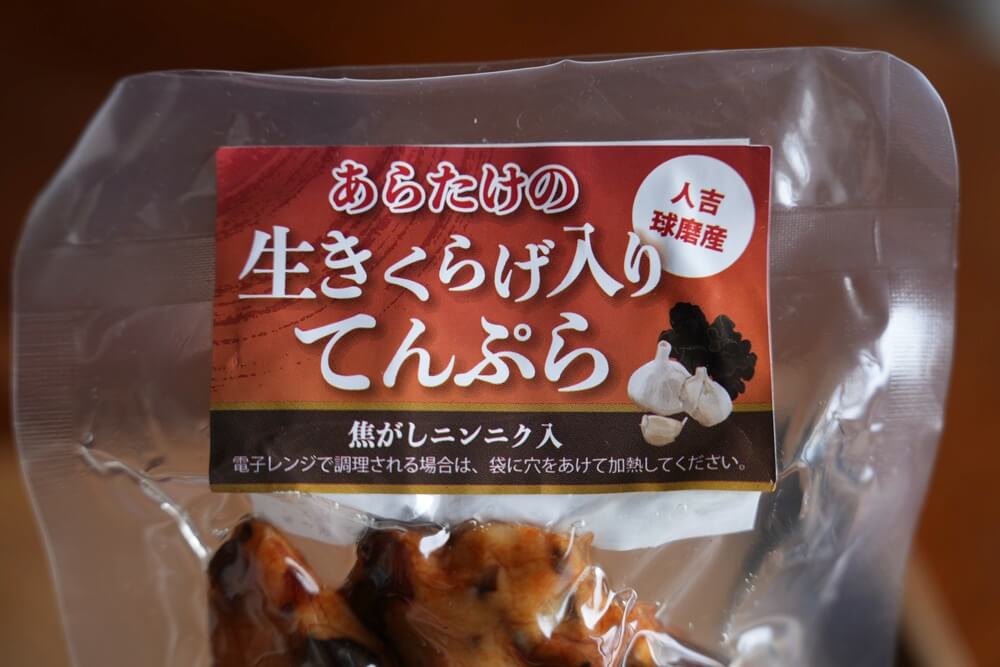 あらたけの
人吉
球磨産
生きくらげ入り
てんぷら
焦がしニンニク入
電子レンジで調理される場合は、袋に穴をあけて加熱してください。